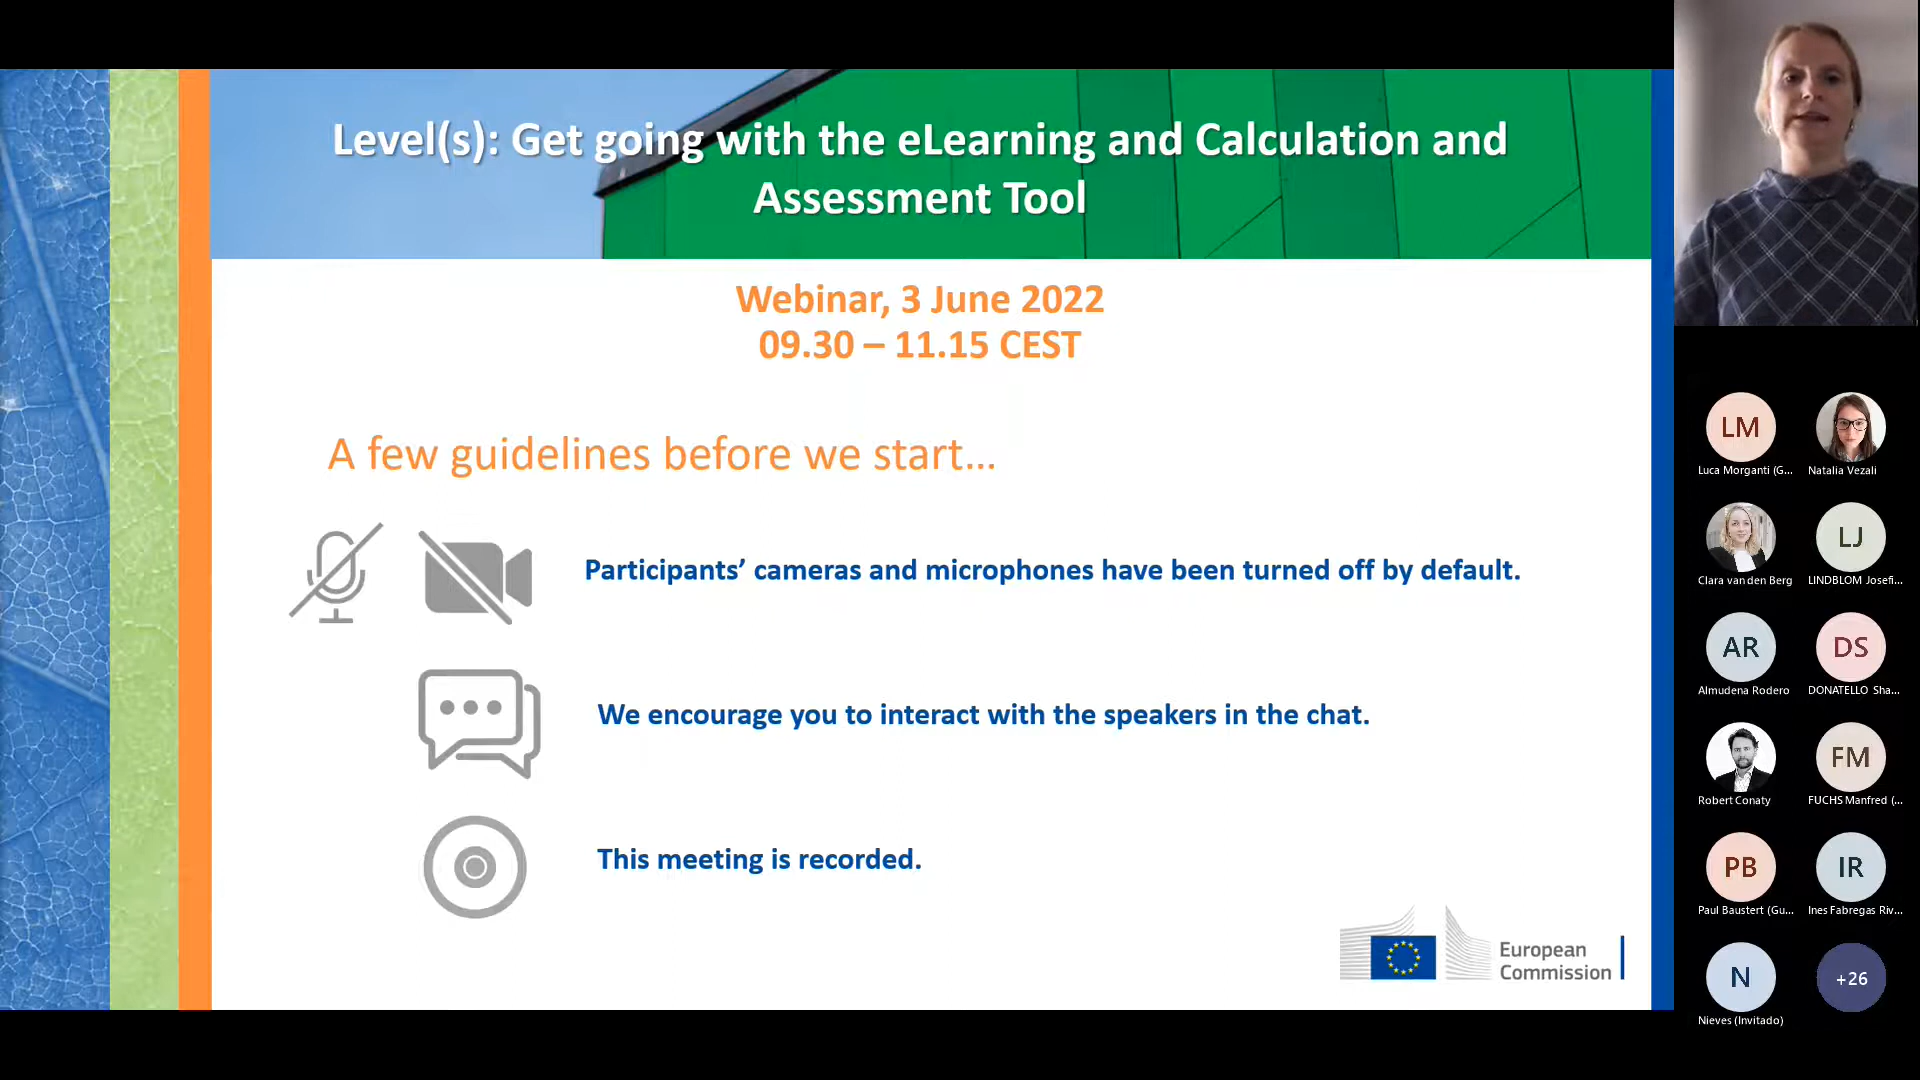 Level(s): Get going with the eLearning and Calculation and
Assessment Tool
Webinar, 3 June 2022
09.30 – 11.15 CEST
A few guidelines before we start...
Participants’ cameras and microphones have been turned off by default.
We encourage you to interact with the speakers in the chat.
This meeting is recorded.
European
Commission
LM
Luca Morganti (G...
Natalia Vezali
Clara van den Berg
LJ
LINDBLOM Josefi...
AR
Almudena Rodero
DS
DONATELLO Sha...
Robert Conaty
FM
FUCHS Manfred (...
PB
Paul Baustert (Gu...
IR
Ines Fabregas Riv...
N
Nieves (Invitado)
+26